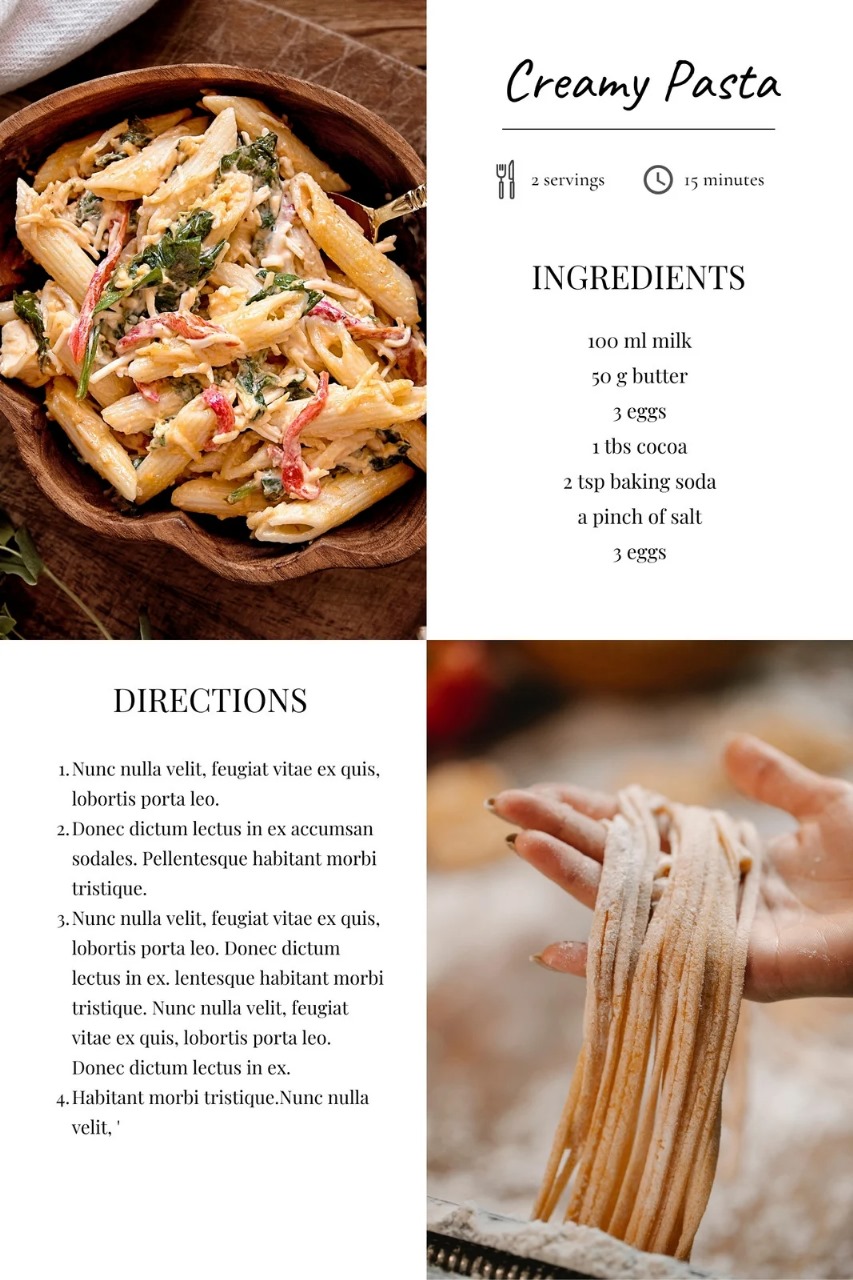 Creamy Pasta
2 servings
15 minutes
INGREDIENTS
100 ml milk
50 g butter
3 eggs
1 tbs cocoa
2 tsp baking soda
a pinch of salt
3 eggs
DIRECTIONS
1. Nunc nulla velit, feugiat vitae ex quis,
lobortis porta leo.
2. Donec dictum lectus in ex accumsan
sodales. Pellentesque habitant morbi
tristique.
3. Nunc nulla velit, feugiat vitae ex quis,
lobortis porta leo. Donec dictum
lectus in ex. lentesque habitant morbi
tristique. Nunc nulla velit, feugiat
vitae ex quis, lobortis porta leo.
Donec dictum lectus in ex.
4. Habitant morbi tristique.Nunc nulla
velit, '